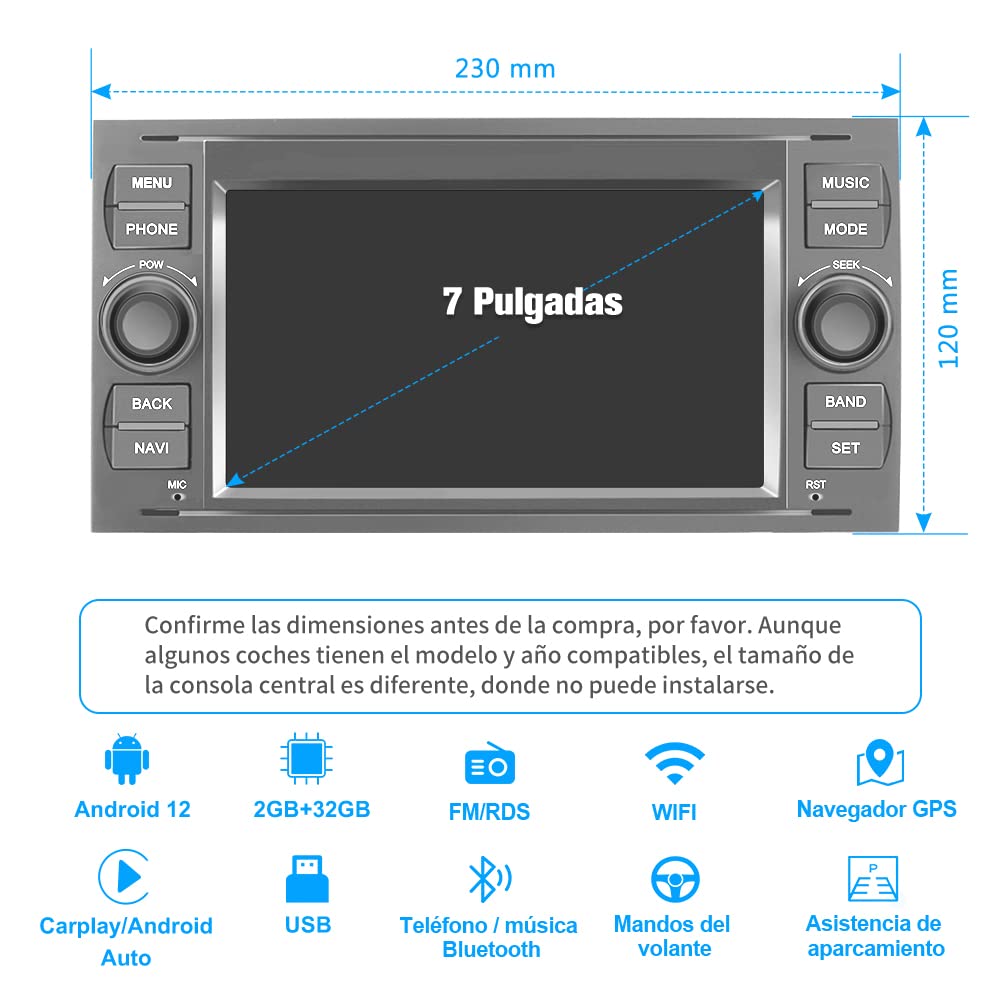 230 mm
MENU
PHONE
POW
BACK
NAVI
MIC
7 Pulgadas
MUSIC
MODE
SEEK
BAND
SET
RST
120 mm
Confirme las dimensiones antes de la compra, por favor. Aunque
algunos coches tienen el modelo y año compatibles, el tamaño de
la consola central es diferente, donde no puede instalarse.
Android 12
2GB+32GB
FM/RDS
WIFI
Navegador GPS
Carplay/Android
Auto
USB
Teléfono / música
Bluetooth
Mandos del
volante
P
Asistencia de
aparcamiento